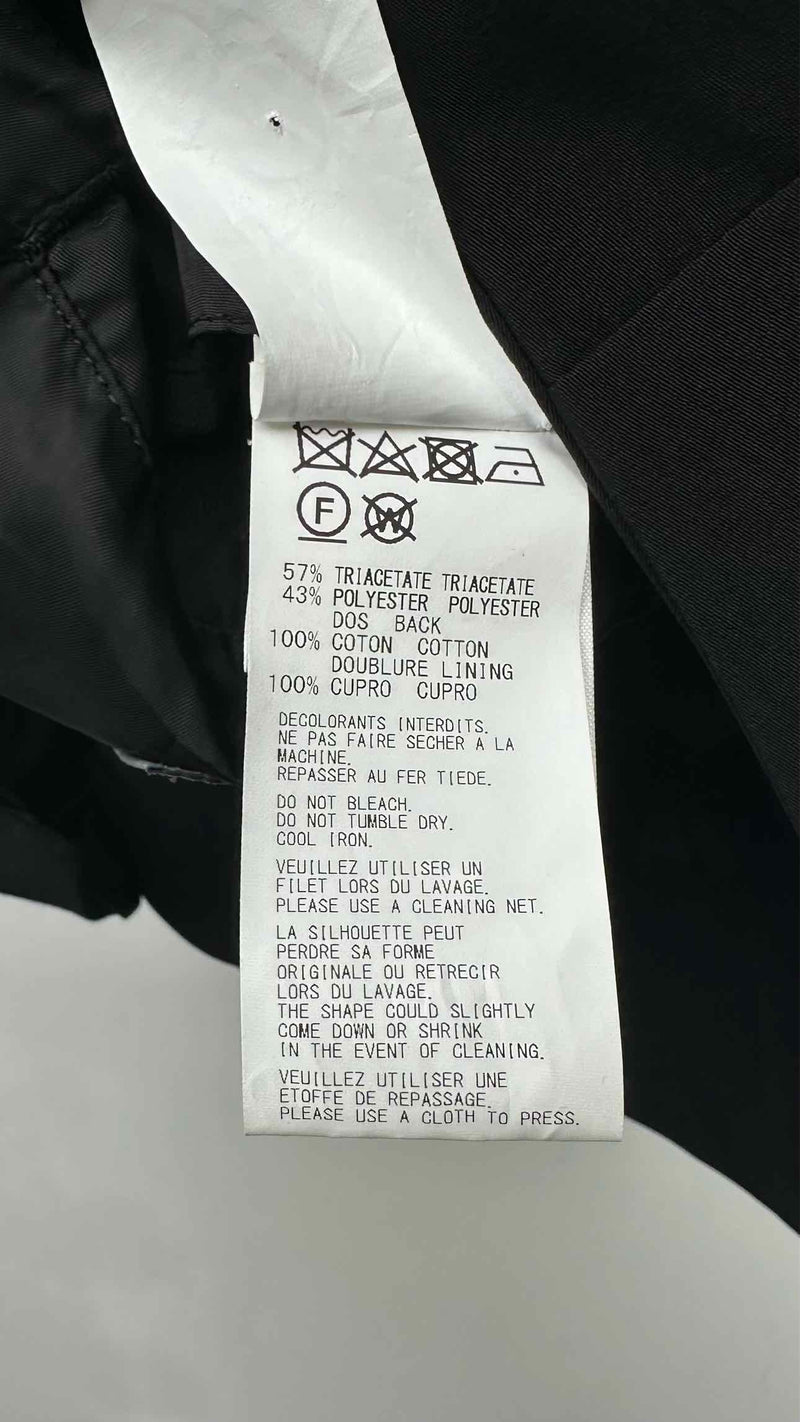 F W
57% TRIACETATE TRIACETATE
43% POLYESTER POLYESTER
DOS BACK
100% COTON COTTON
DOUBLURE LINING
100% CUPRO CUPRO
DECOLORANTS INTERDITS.
NE PAS FAIRE SECHER A LA
MACHINE.
REPASSER AU FER TIEDE.
DO NOT BLEACH.
DO NOT TUMBLE DRY.
COOL IRON.
VEUILLEZ UTILISER UN
FILET LORS DU LAVAGE.
PLEASE USE A CLEANING NET.
LA SILHOUETTE PEUT
PERDRE SA FORME
ORIGINALE OU RETRECIR
LORS DU LAVAGE.
THE SHAPE COULD SLIGHTLY
COME DOWN OR SHRINK
IN THE EVENT OF CLEANING.
VEUILLEZ UTILISER UNE
ETOFFE DE REPASSAGE.
PLEASE USE A CLOTH TO PRESS.